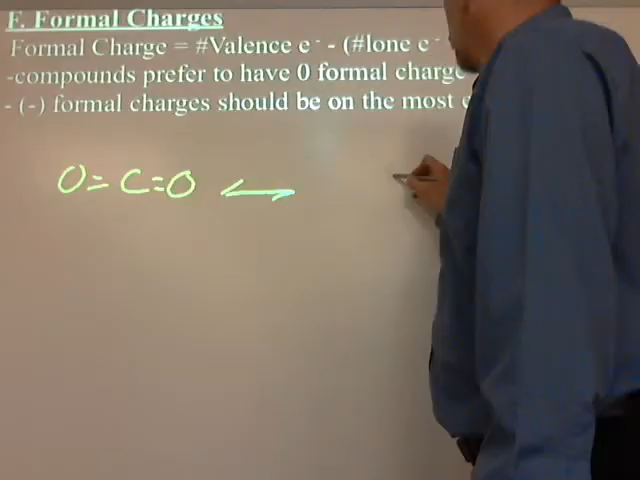 F. Formal Charges
Formal Charge = #Valence e- - (#lone e-
-compounds prefer to have 0 formal charge
- (-) formal charges should be on the most
O=C=O ⟷